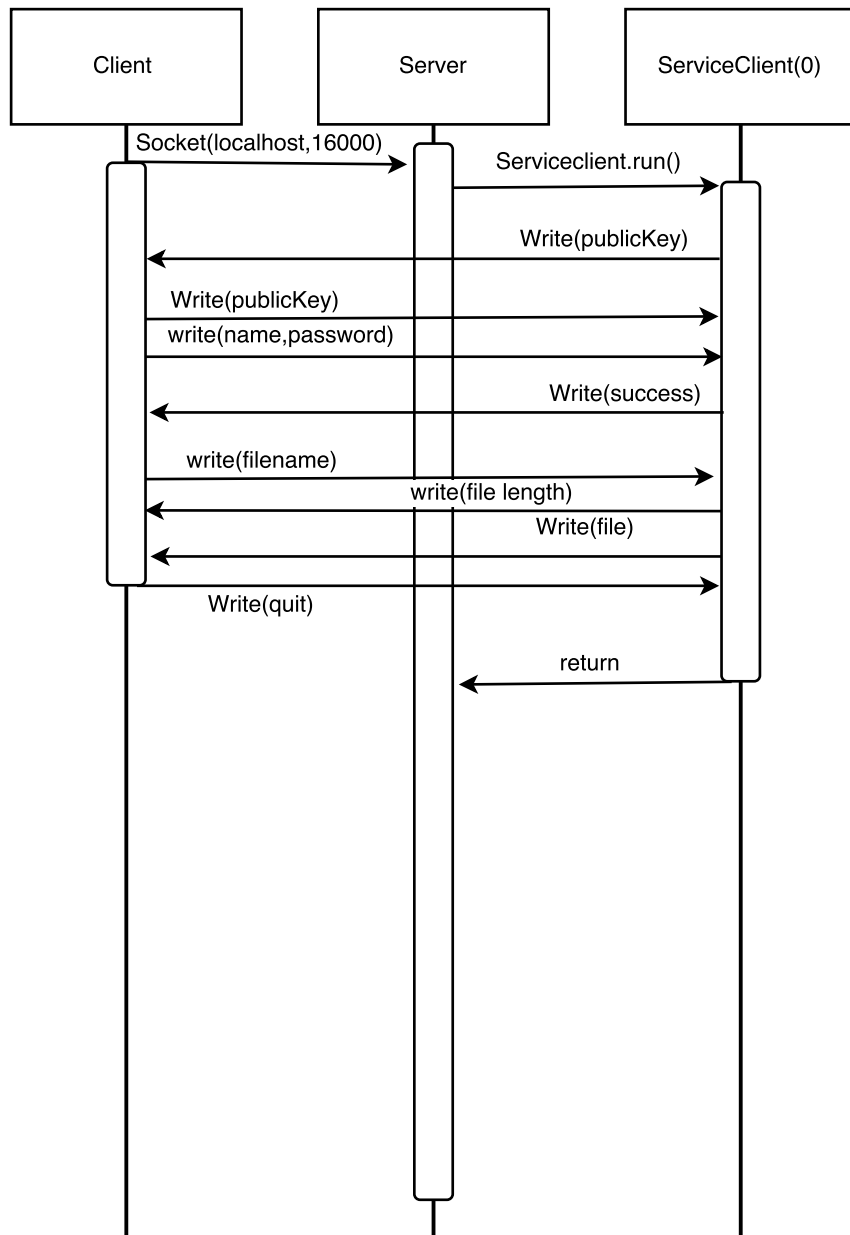 Client
Server
ServiceClient(0)
Socket(localhost,16000)
Serviceclient.run()
Write(publicKey)
Write(publicKey)
write(name,password)
Write(success)
write(filename)
write(file length)
Write(file)
Write(quit)
return